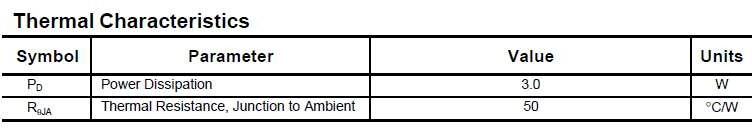 Thermal Characteristics
Symbol Parameter Value Units
PD Power Dissipation 3.0 W
RθJA Thermal Resistance, Junction to Ambient 50 °C/W